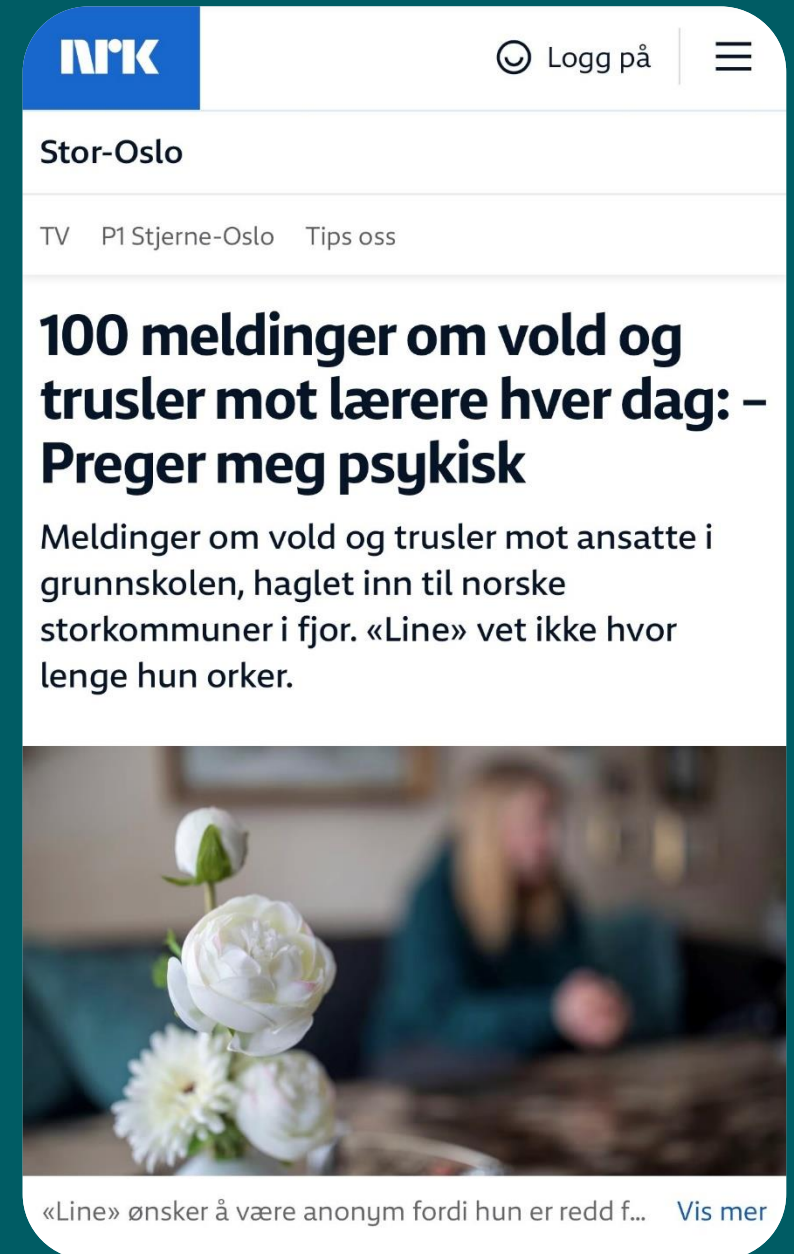 NRK
Logg på
Stor-Oslo
TV P1 Stjerne-Oslo Tips oss
100 meldinger om vold og
trusler mot lærere hver dag: –
Preger meg psykisk
Meldinger om vold og trusler mot ansatte i
grunnskolen, haglet inn til norske
storkommuner i fjor. «Line» vet ikke hvor
lenge hun orker.
«Line» ønsker å være anonym fordi hun er redd f... Vis mer